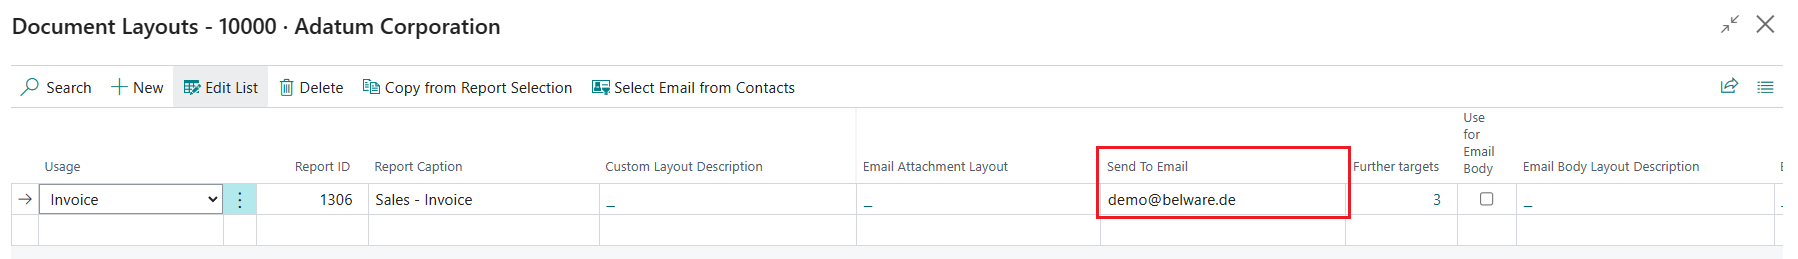 Document Layouts - 10000 · Adatum Corporation
Search New Edit List Delete Copy from Report Selection Select Email from Contacts
Usage Report ID Report Caption Custom Layout Description Email Attachment Layout Send To Email Further targets Use for Email Body Email Body Layout Description
Invoice 1306 Sales - Invoice _ _ demo@belware.de 3 _